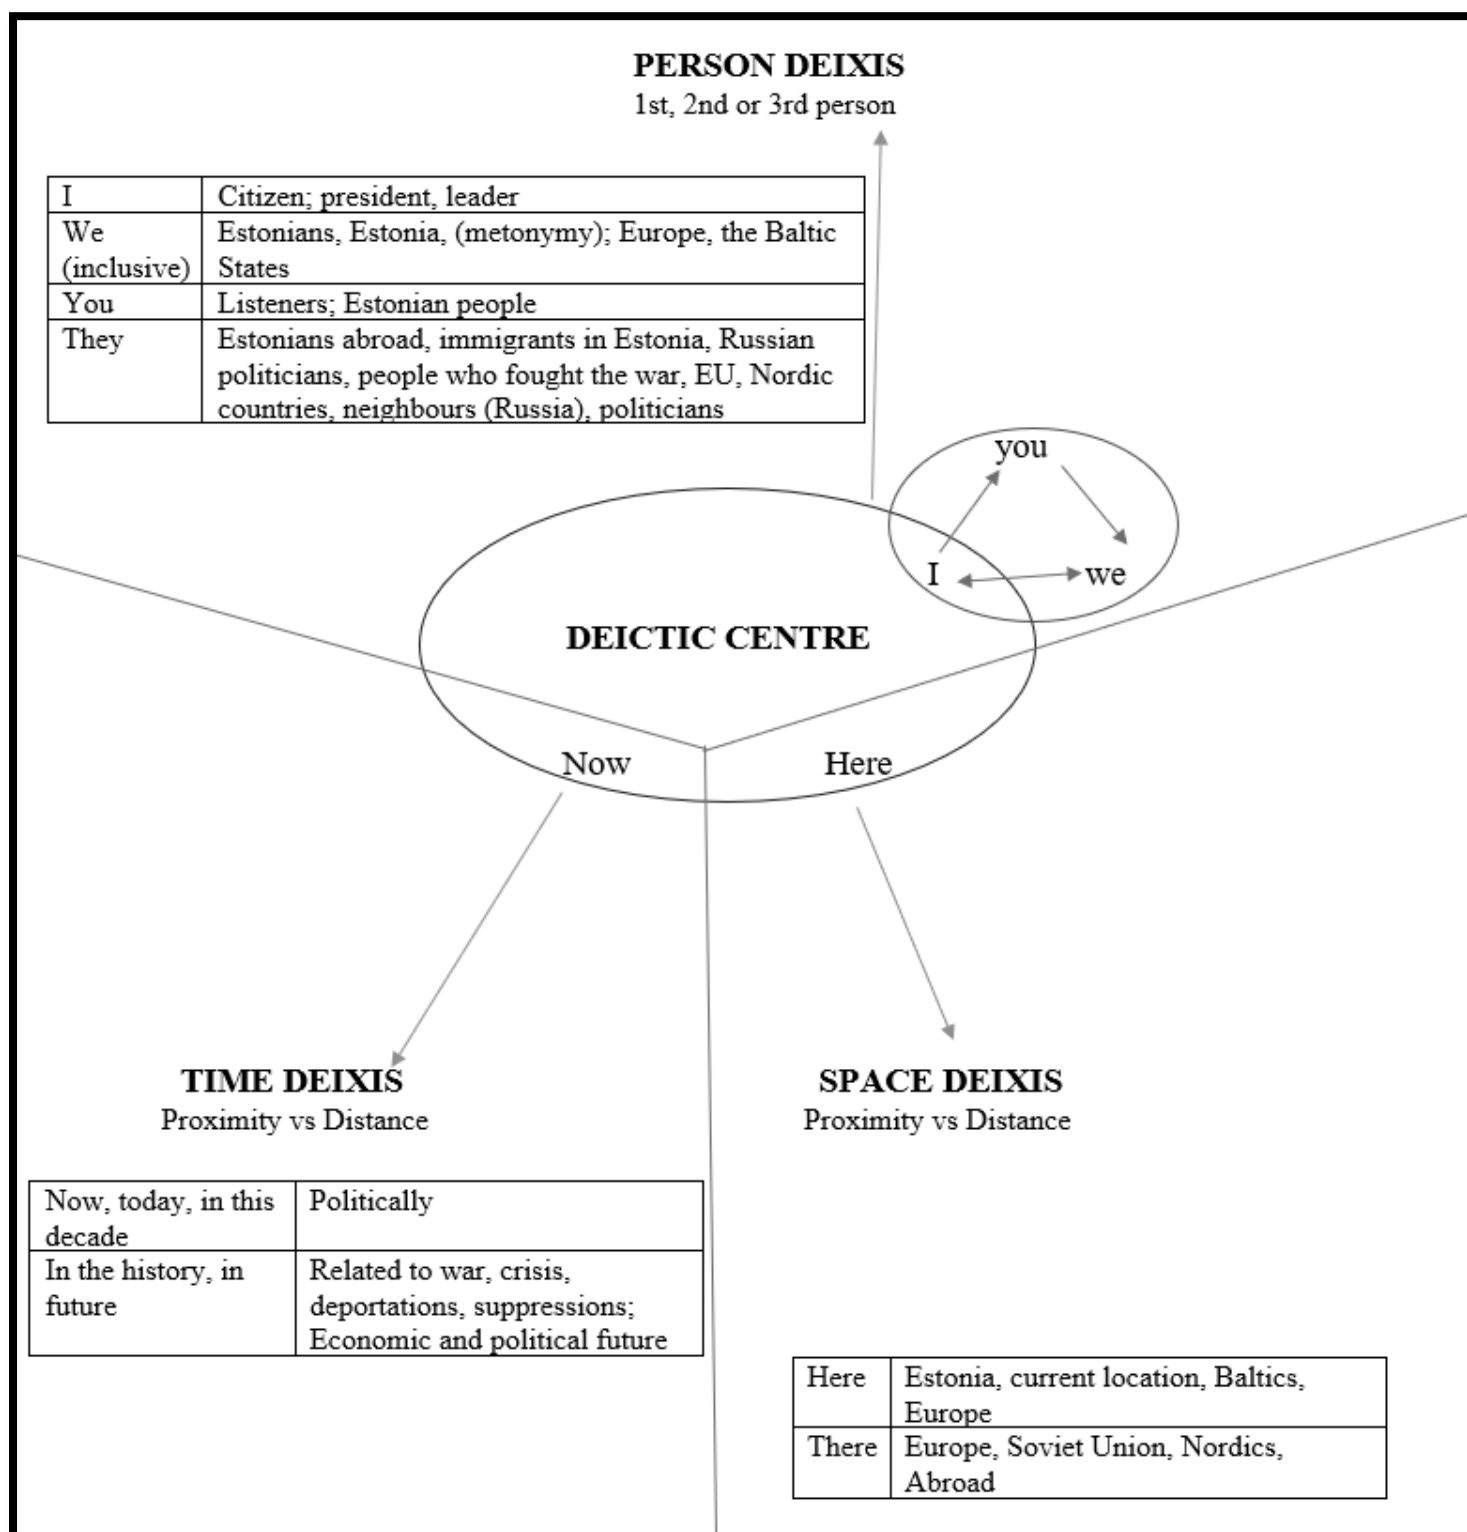 PERSON DEIXIS
1st, 2nd or 3rd person
I
Citizen; president, leader
We
(inclusive)
Estonians, Estonia, (metonymy); Europe, the Baltic
States
You
Listeners; Estonian people
They
Estonians abroad, immigrants in Estonia, Russian
politicians, people who fought the war, EU, Nordic
countries, neighbours (Russia), politicians
you
I
we
DEICTIC CENTRE
Now
Here
TIME DEIXIS
Proximity vs Distance
Now, today, in this
decade
Politically
In the history, in
future
Related to war, crisis,
deportations, suppressions;
Economic and political future
SPACE DEIXIS
Proximity vs Distance
Here
Estonia, current location, Baltics,
Europe
There
Europe, Soviet Union, Nordics,
Abroad